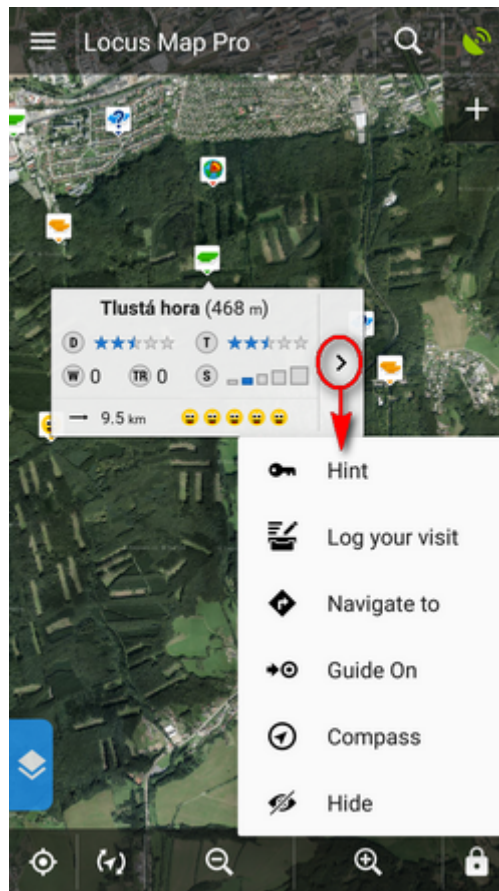 Locus Map Pro
Tlustá hora (468 m)
D T
W 0 TR 0 S
9.5 km
Hint
Log your visit
Navigate to
Guide On
Compass
Hide